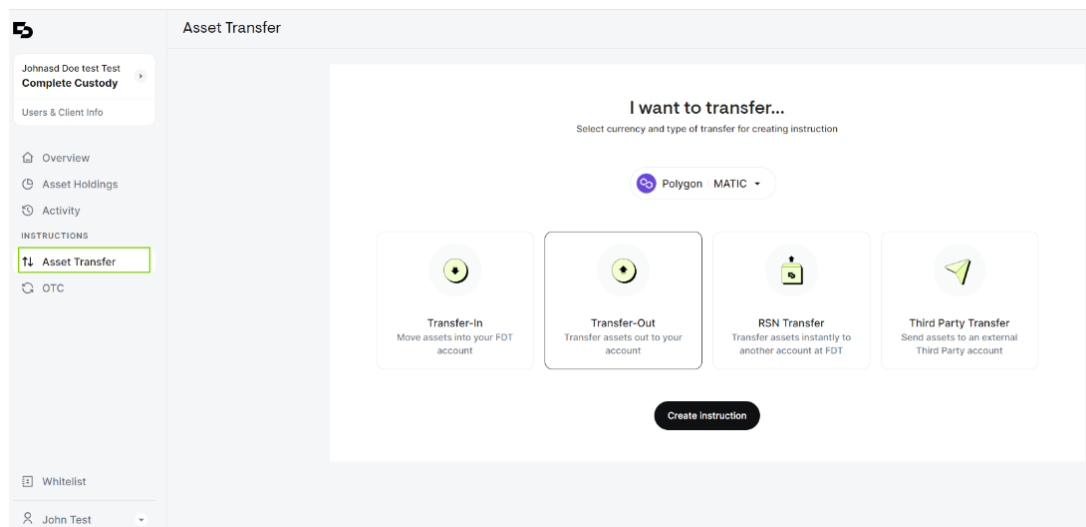 Asset Transfer
Johnasd Doe test Test
Complete Custody
Users & Client Info
Overview
Asset Holdings
Activity
INSTRUCTIONS
Asset Transfer
OTC
Whitelist
John Test
I want to transfer...
Select currency and type of transfer for creating instruction
Polygon MATIC
Transfer-In
Move assets into your FDT
account
Transfer-Out
Transfer assets out to your
account
RSN Transfer
Transfer assets instantly to
another account at FDT
Third Party Transfer
Send assets to an external
Third Party account
Create instruction